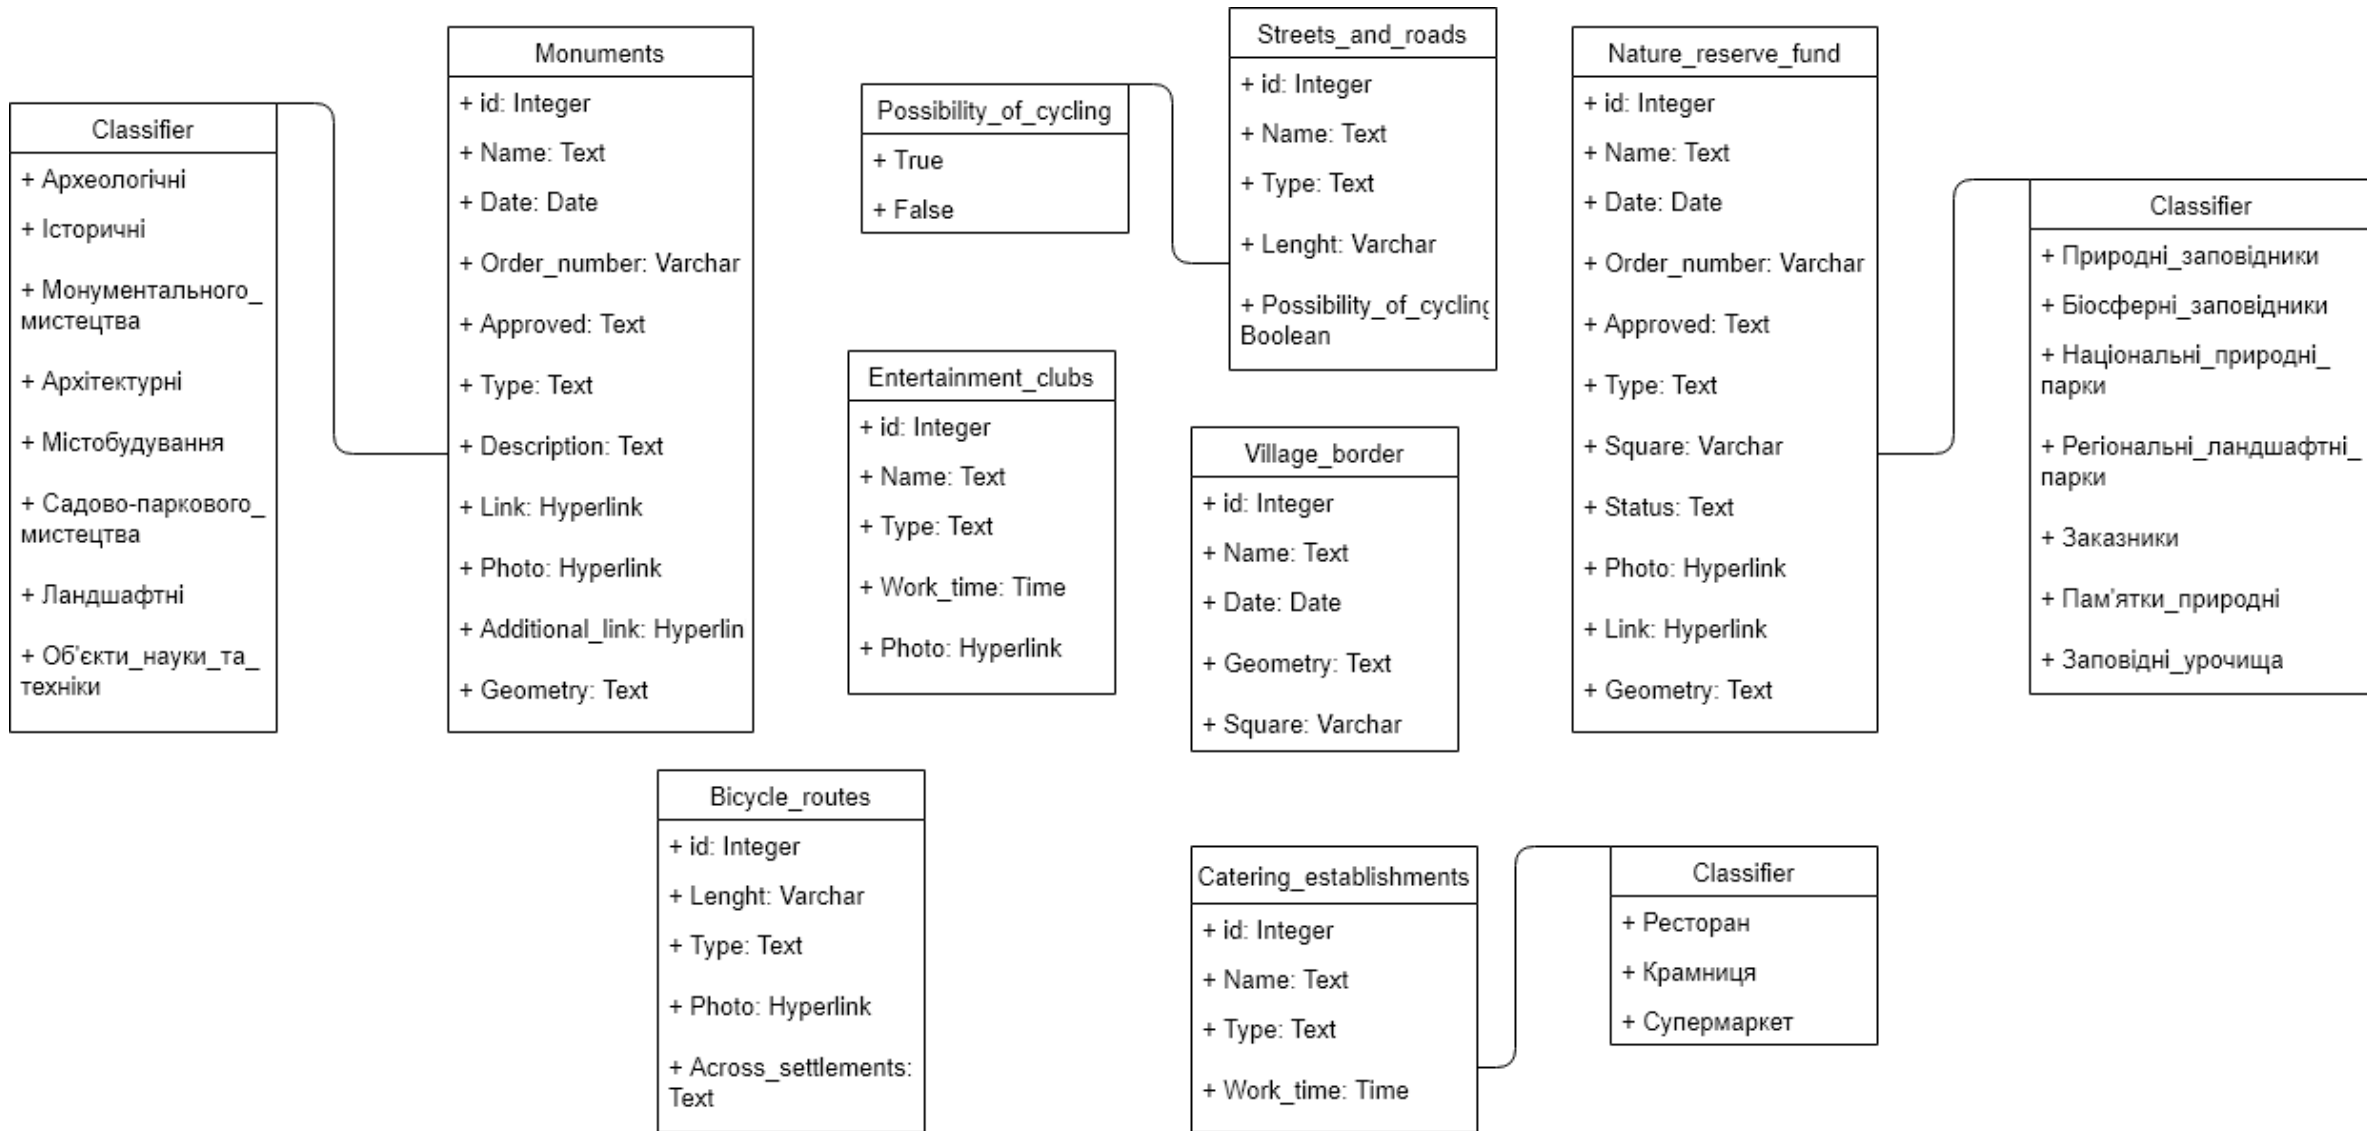 Classifier
+ Археологічні
+ Історичні
+ Монументального_
мистецтва
+ Архітектурні
+ Містобудування
+ Садово-паркового_
мистецтва
+ Ландшафтні
+ Об'єкти_науки_та_
техніки
Monuments
+ id: Integer
+ Name: Text
+ Date: Date
+ Order_number: Varchar
+ Approved: Text
+ Type: Text
+ Description: Text
+ Link: Hyperlink
+ Photo: Hyperlink
+ Additional_link: Hyperlin
+ Geometry: Text
Possibility_of_cycling
+ True
+ False
Streets_and_roads
+ id: Integer
+ Name: Text
+ Type: Text
+ Lenght: Varchar
+ Possibility_of_cycling
Boolean
Entertainment_clubs
+ id: Integer
+ Name: Text
+ Type: Text
+ Work_time: Time
+ Photo: Hyperlink
Village_border
+ id: Integer
+ Name: Text
+ Date: Date
+ Geometry: Text
+ Square: Varchar
Nature_reserve_fund
+ id: Integer
+ Name: Text
+ Date: Date
+ Order_number: Varchar
+ Approved: Text
+ Type: Text
+ Square: Varchar
+ Status: Text
+ Photo: Hyperlink
+ Link: Hyperlink
+ Geometry: Text
Classifier
+ Природні_заповідники
+ Біосферні_заповідники
+ Національні_природні_
парки
+ Регіональні_ландшафтні_
парки
+ Заказники
+ Пам'ятки_природні
+ Заповідні_урочища
Bicycle_routes
+ id: Integer
+ Lenght: Varchar
+ Type: Text
+ Photo: Hyperlink
+ Across_settlements:
Text
Catering_establishments
+ id: Integer
+ Name: Text
+ Type: Text
+ Work_time: Time
Classifier
+ Ресторан
+ Крамниця
+ Супермаркет